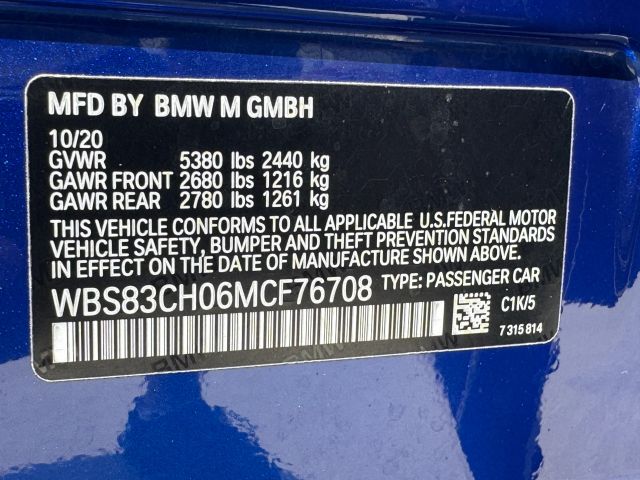 MFD BY BMW M GMBH
10/20
GVWR 5380 lbs 2440 kg
GAWR FRONT 2680 lbs 1216 kg
GAWR REAR 2780 lbs 1261 kg
THIS VEHICLE CONFORMS TO ALL APPLICABLE U.S.FEDERAL MOTOR
VEHICLE SAFETY, BUMPER AND THEFT PREVENTION STANDARDS
IN EFFECT ON THE DATE OF MANUFACTURE SHOWN ABOVE.
WBS83CH06MCF76708 TYPE: PASSENGER CAR
C1K/5
7 315 814